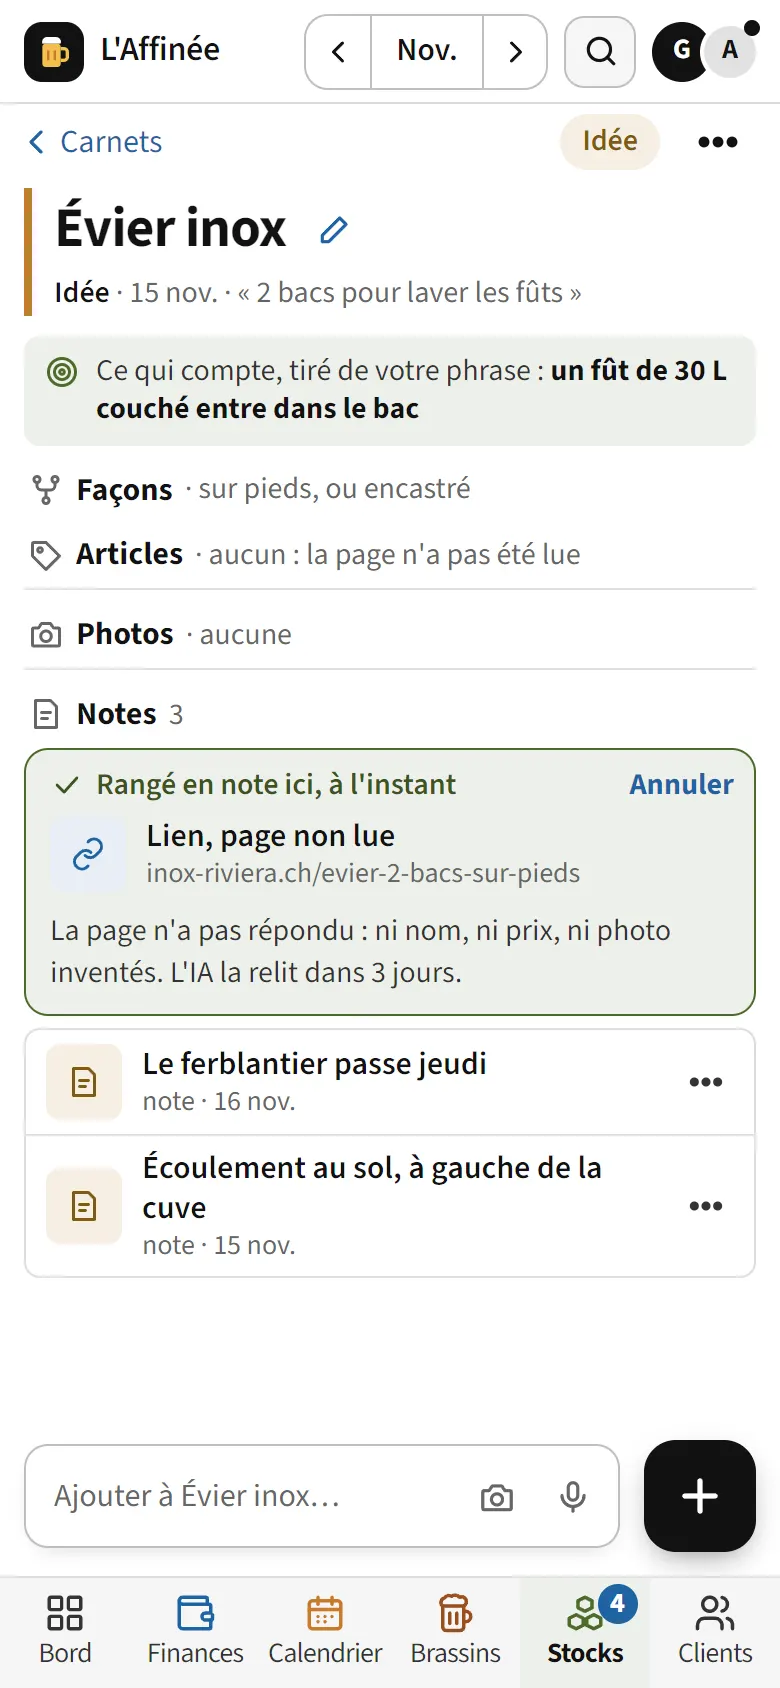 L'Affinée
Nov.
G
A
Carnets
Idée
Évier inox
Idée · 15 nov. · « 2 bacs pour laver les fûts »
Ce qui compte, tiré de votre phrase : un fût de 30 L
couché entre dans le bac
Façons · sur pieds, ou encastré
Articles · aucun : la page n'a pas été lue
Photos · aucune
Notes 3
Rangé en note ici, à l'instant
Annuler
Lien, page non lue
inox-riviera.ch/evier-2-bacs-sur-pieds
La page n'a pas répondu : ni nom, ni prix, ni photo
inventés. L'IA la relit dans 3 jours.
Le ferblantier passe jeudi
note · 16 nov.
Écoulement au sol, à gauche de la
cuve
note · 15 nov.
Ajouter à Évier inox…
4
Bord
Finances
Calendrier
Brassins
Stocks
Clients